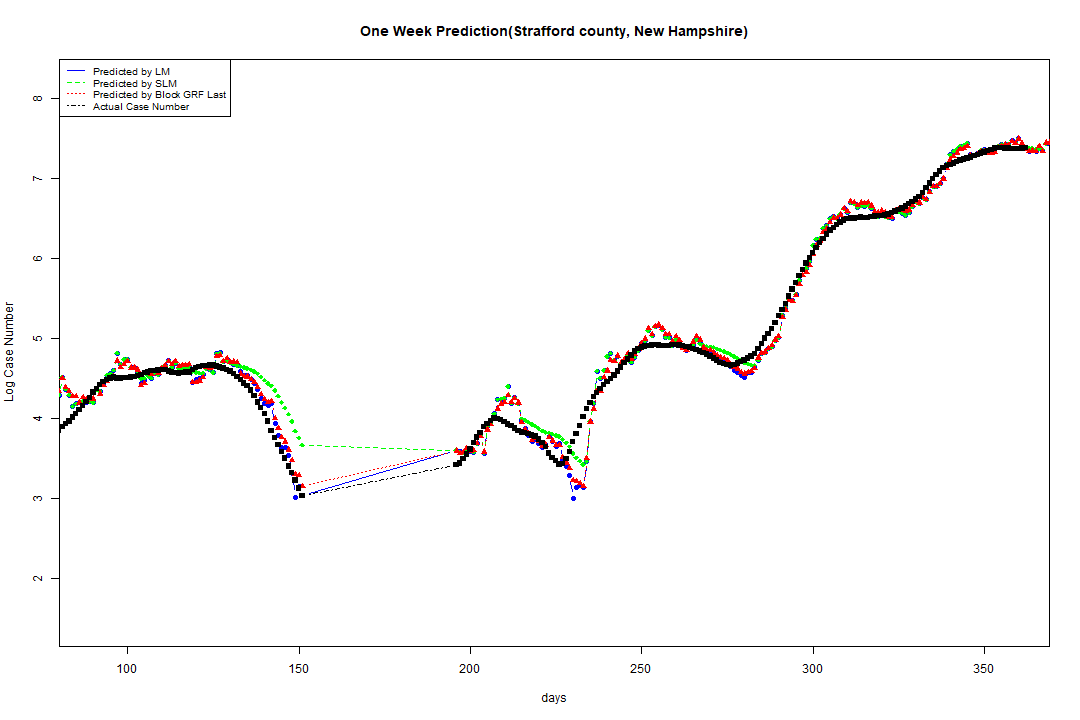 One Week Prediction(Strafford county, New Hampshire)
Predicted by LM
Predicted by SLM
Predicted by Block GRF Last
Actual Case Number
Log Case Number
8
7
6
5
4
3
2
100 150 200 250 300 350
days